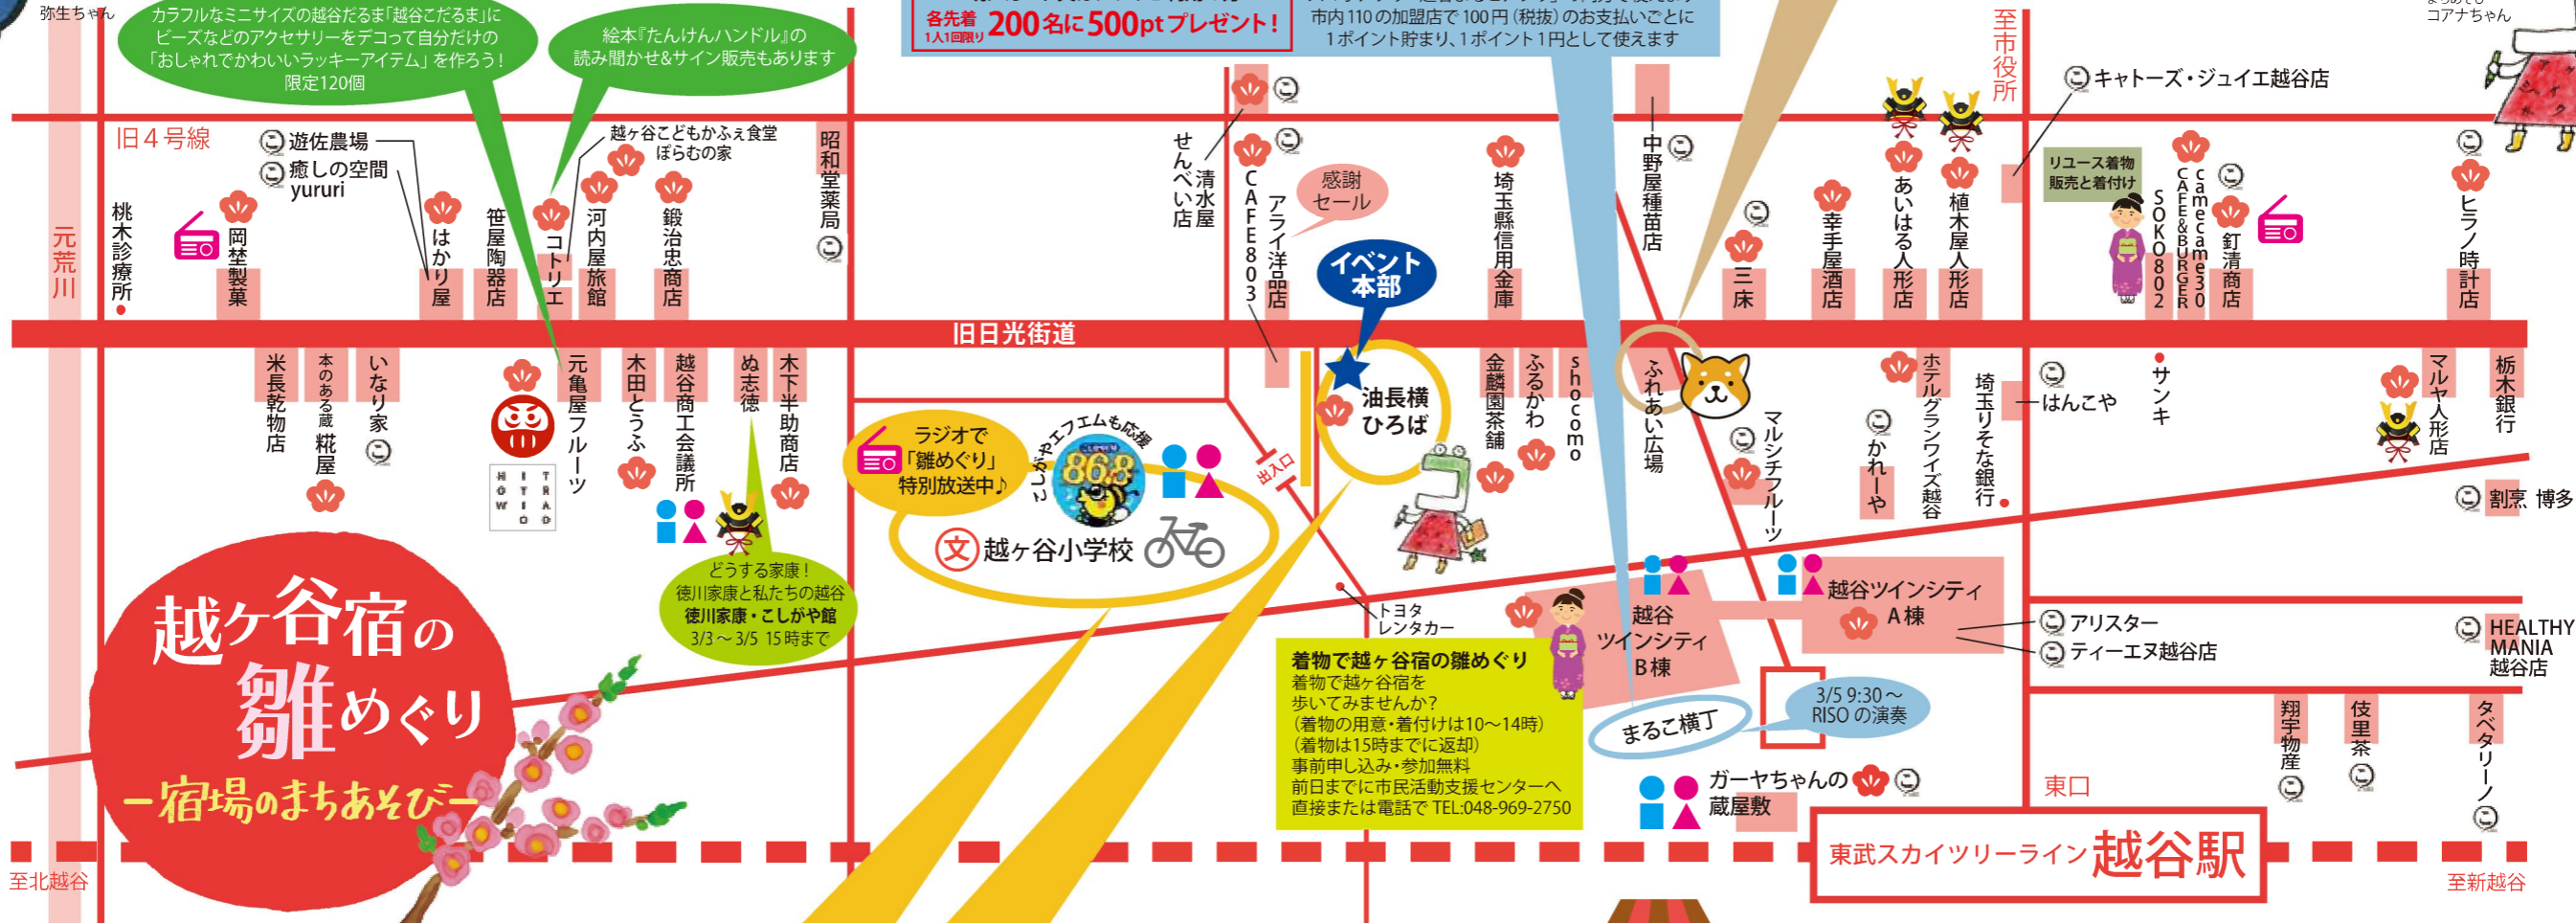 弥生ちゃん
カラフルなミニサイズの越谷だるま「越谷こだるま」に
ビーズなどのアクセサリーをデコって自分だけの
「おしゃれでかわいいラッキーアイテム」を作ろう!
限定120個
絵本『たんけんハンドル』の
読み聞かせ&サイン販売もあります
各先着
1人1回限り
200名に500ptプレゼント!
市内110の加盟店で100円(税抜)のお支払いごとに
1ポイント貯まり、1ポイント1円として使えます
至市役所
コアナちゃん
キャトーズ・ジュイエ越谷店
旧4号線
元荒川
桃木診療所
遊佐農場
癒しの空間
yururi
岡埜製菓
はかり屋
笹屋陶器店
コトリエ
越ヶ谷こどもかふぇ食堂
ぽらむの家
河内屋旅館
鍛治忠商店
昭和堂薬局
清水屋
せんべい店
CAFE803
アライ洋品店
感謝
セール
イベント
本部
埼玉縣信用金庫
中野屋種苗店
三床
幸手屋酒店
あいはる人形店
植木屋人形店
リユース着物
販売と着付け
SOKO802
CAFE&BURGER
camecame30
釘清商店
ヒラノ時計店
旧日光街道
米長乾物店
本のある蔵 糀屋
いなり家
HOW
ITIO
TRAD
元亀屋フルーツ
木田とうふ
越谷商工会議所
ぬ志徳
木下半助商店
ラジオで
「雛めぐり」
特別放送中♪
こしがやエフエムも応援
86.8
文 越ヶ谷小学校
出入口
油長横
ひろば
金麟園茶舗
ふるかわ
shocomo
ふれあい広場
マルシチフルーツ
かれーや
ホテルグランワイズ越谷
埼玉りそな銀行
はんこや
サンキ
マルヤ人形店
栃木銀行
割烹 博多
どうする家康!
徳川家康と私たちの越谷
徳川家康・こしがや館
3/3~3/5 15時まで
トヨタ
レンタカー
越谷
ツインシティ
B棟
越谷ツインシティ
A棟
アリスター
ティーエヌ越谷店
HEALTHY
MANIA
越谷店
着物で越ヶ谷宿の雛めぐり
着物で越ヶ谷宿を
歩いてみませんか?
(着物の用意・着付けは10~14時)
(着物は15時までに返却)
事前申し込み・参加無料
前日までに市民活動支援センターへ
直接または電話で TEL:048-969-2750
まるこ横丁
3/5 9:30~
RISOの演奏
ガーヤちゃんの
蔵屋敷
東口
翔宇物産
伎里茶
タベタリーノ
越ヶ谷宿の
雛めぐり
ー宿場のまちあそびー
至北越谷
東武スカイツリーライン 越谷駅
至新越谷